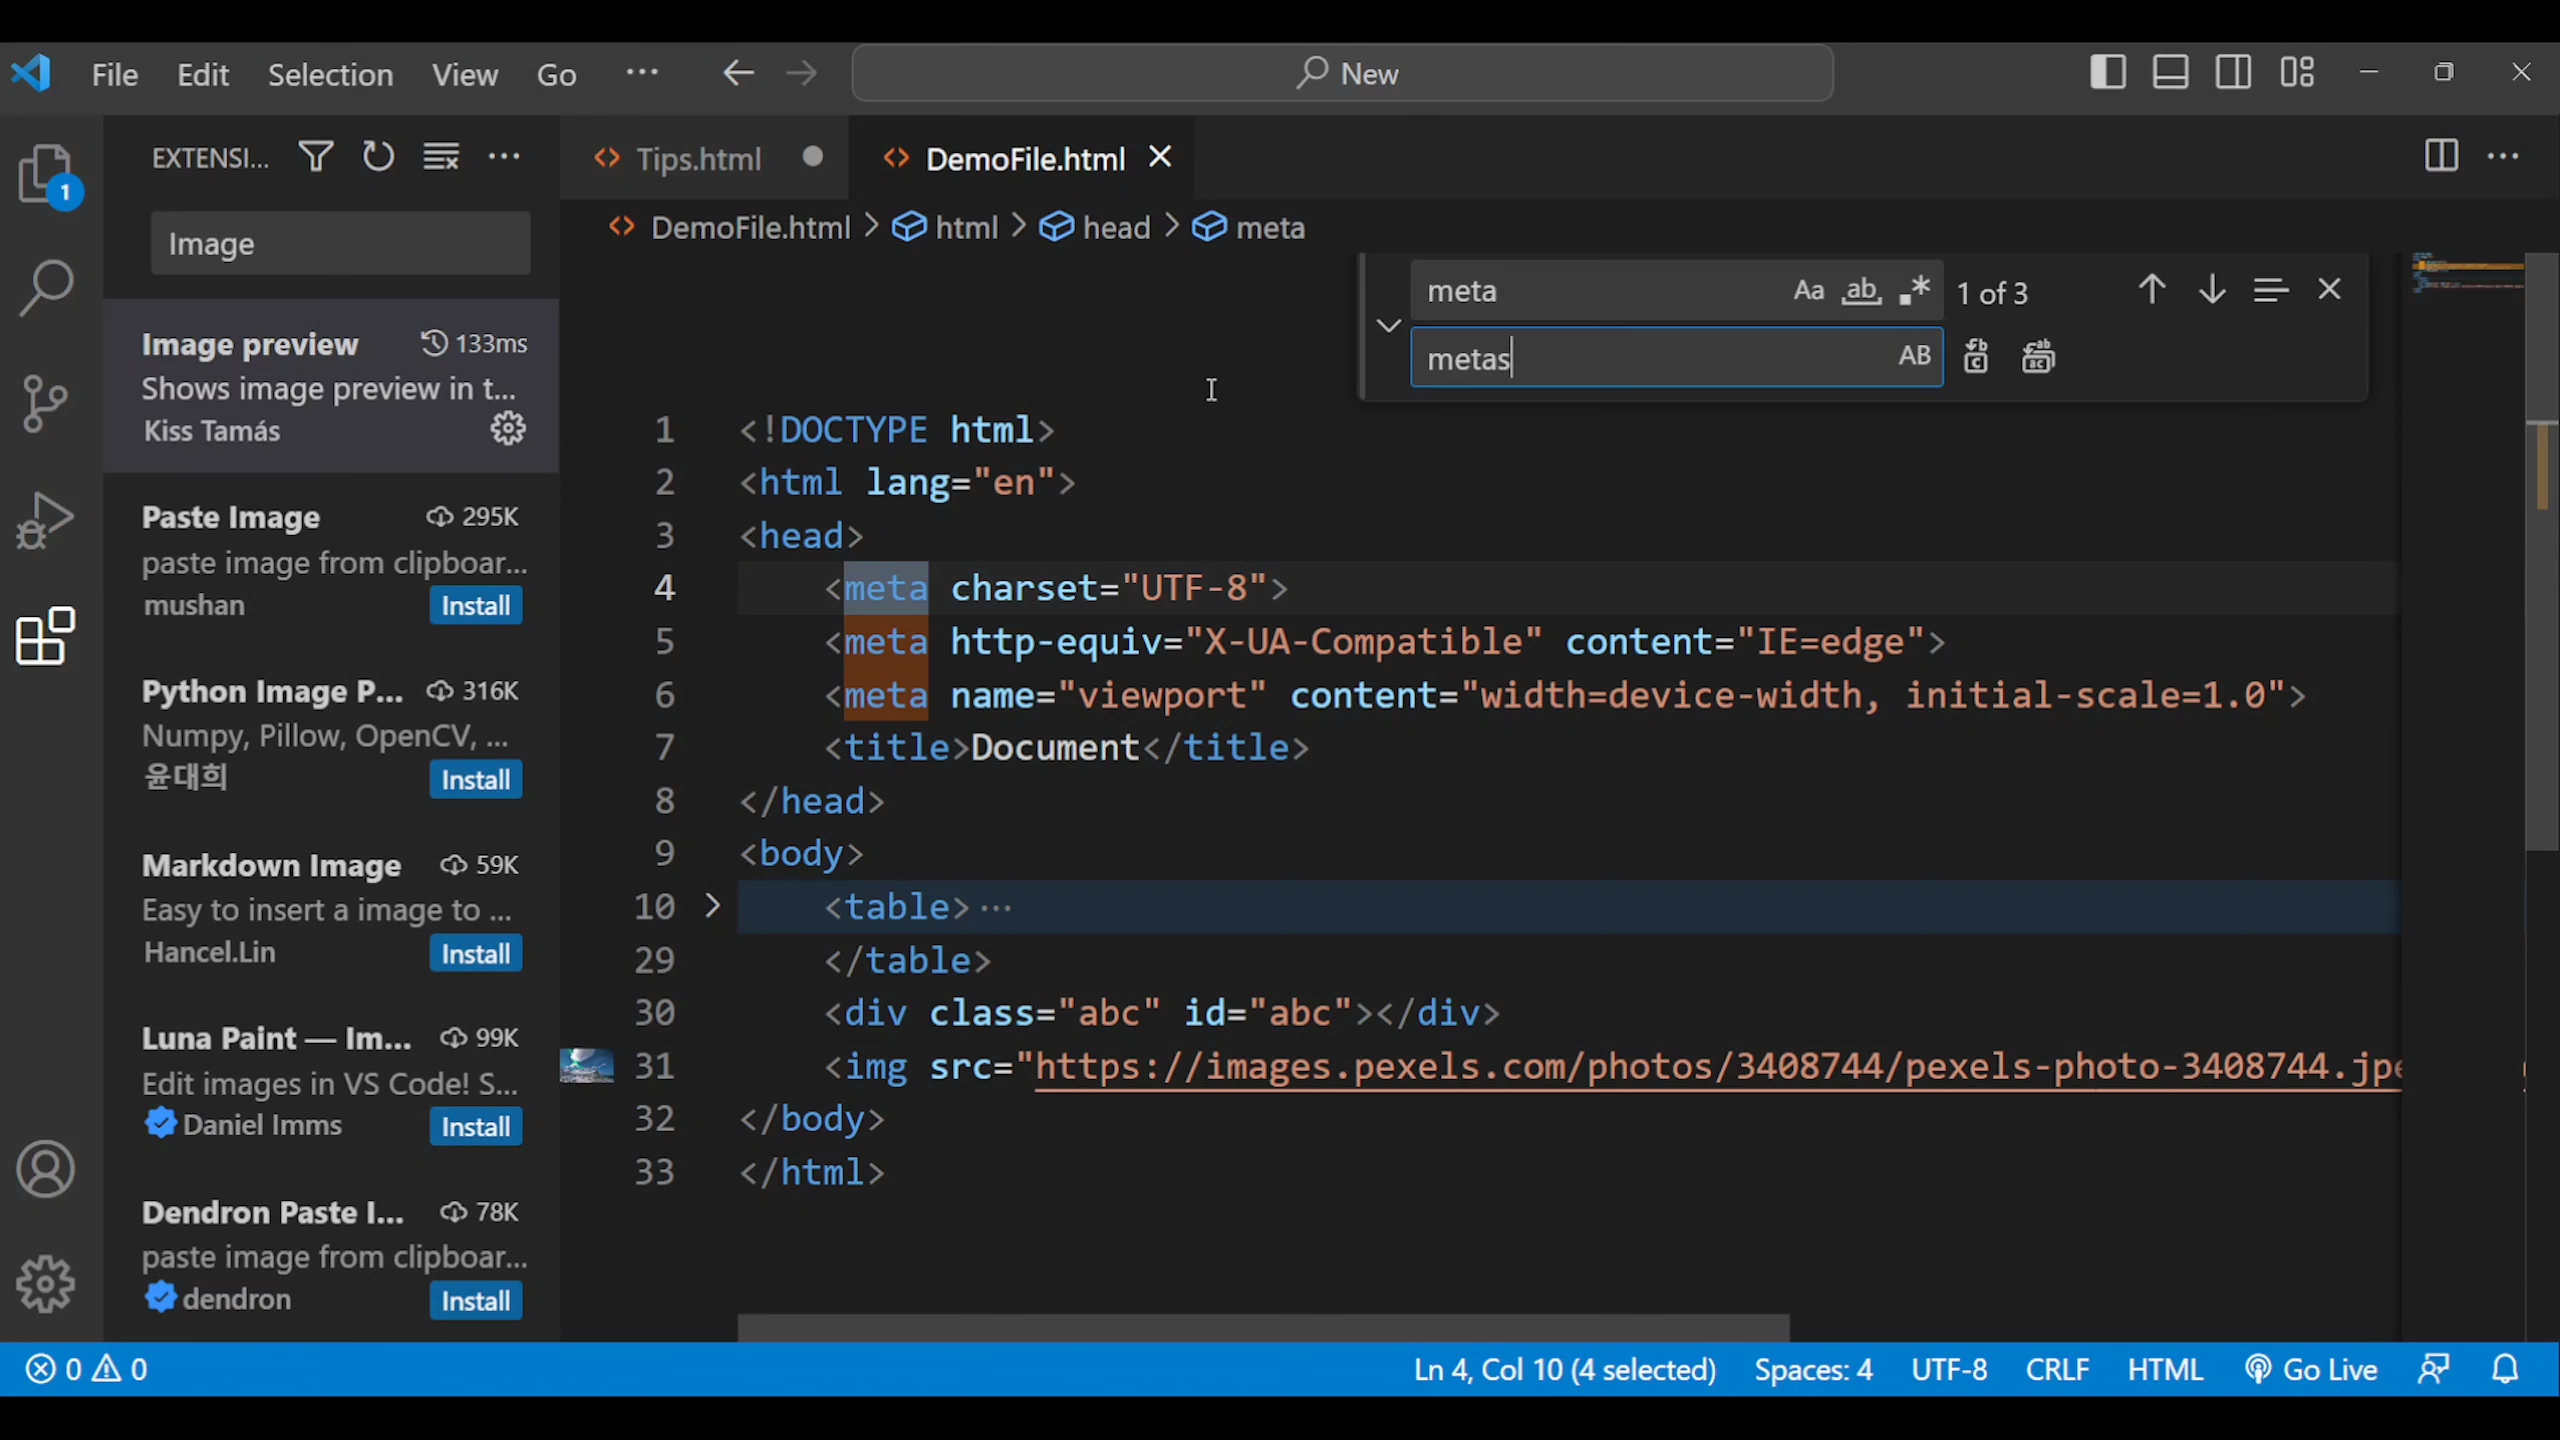 File Edit Selection View Go ··· New
EXTENSI... ···
Image
Image preview 133ms
Shows image preview in t...
Kiss Tamás
Paste Image 295K
paste image from clipboar...
mushan Install
Python Image P... 316K
Numpy, Pillow, OpenCV, ...
윤대희 Install
Markdown Image 59K
Easy to insert a image to ...
Hancel.Lin Install
Luna Paint — Im... 99K
Edit images in VS Code! S...
Daniel Imms Install
Dendron Paste I... 78K
paste image from clipboar...
dendron Install
1
Tips.html DemoFile.html
DemoFile.html > html > head > meta
meta Aa ab .* 1 of 3
metas AB
1 <!DOCTYPE html>
2 <html lang="en">
3 <head>
4 <meta charset="UTF-8">
5 <meta http-equiv="X-UA-Compatible" content="IE=edge">
6 <meta name="viewport" content="width=device-width, initial-scale=1.0">
7 <title>Document</title>
8 </head>
9 <body>
10 <table>···
29 </table>
30 <div class="abc" id="abc"></div>
31 <img src="https://images.pexels.com/photos/3408744/pexels-photo-3408744.jpe
32 </body>
33 </html>
0 0 Ln 4, Col 10 (4 selected) Spaces: 4 UTF-8 CRLF HTML Go Live